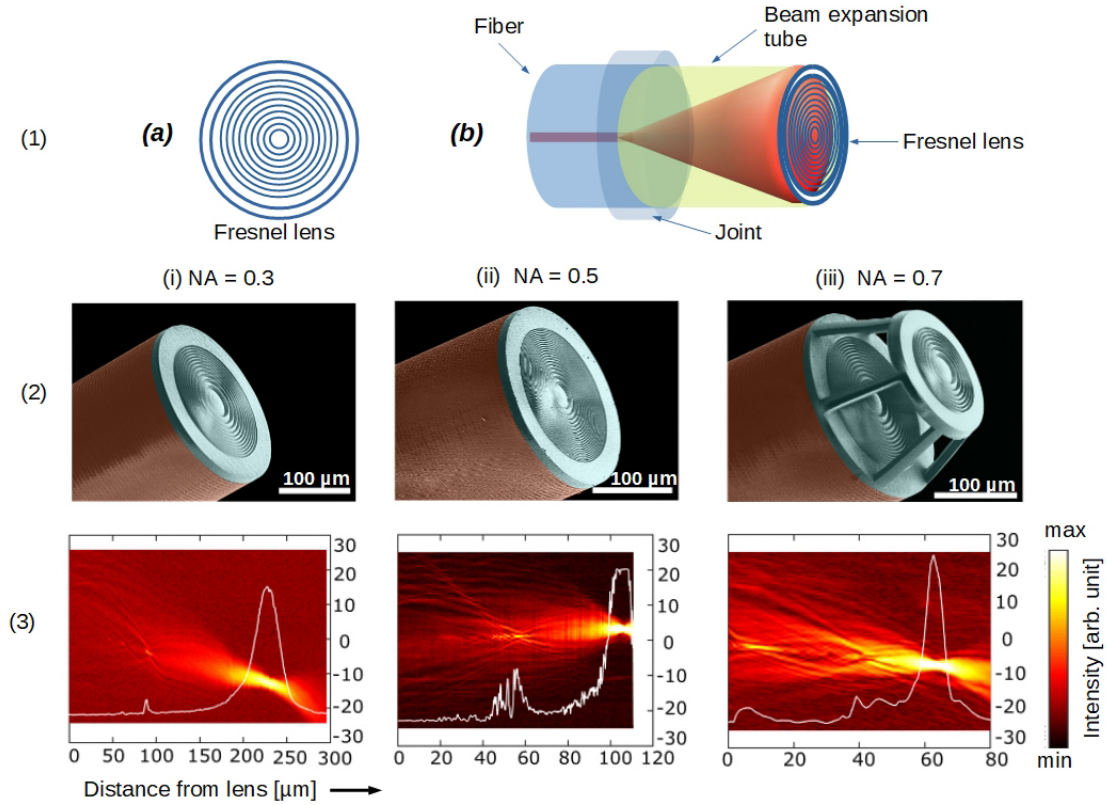 Fiber
Beam expansion
tube
(1)
(a)
(b)
Fresnel lens
Fresnel lens
Joint
(i) NA = 0.3
(ii) NA = 0.5
(iii) NA = 0.7
(2)
100 µm
100 µm
100 µm
(3)
30
20
10
0
-10
-20
-30
0 50 100 150 200 250 300
30
20
10
0
-10
-20
-30
0 20 40 60 80 100 120
30
20
10
0
-10
-20
-30
0 20 40 60 80
max
Intensity [arb. unit]
min
Distance from lens [µm]